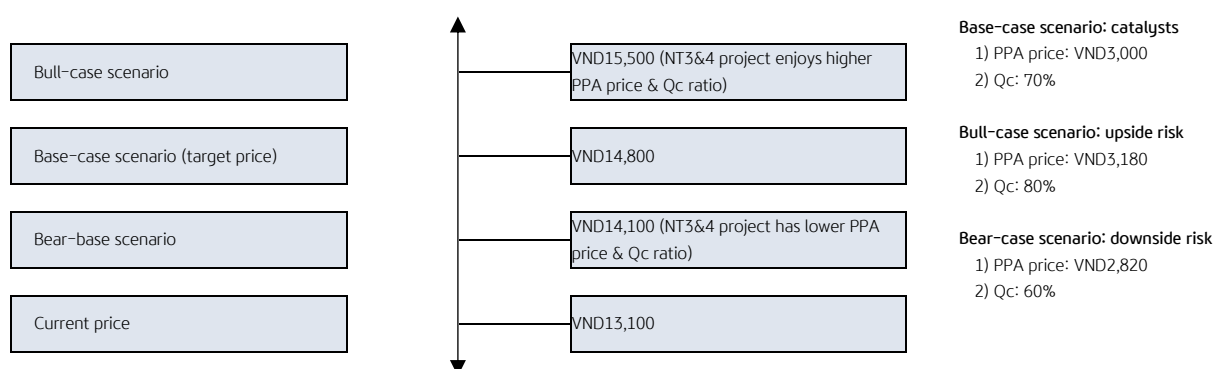 Bull-case scenario
VND15,500 (NT3&4 project enjoys higher
PPA price & Qc ratio)
Base-case scenario (target price)
VND14,800
Bear-base scenario
VND14,100 (NT3&4 project has lower PPA
price & Qc ratio)
Current price
VND13,100
Base-case scenario: catalysts
1) PPA price: VND3,000
2) Qc: 70%
Bull-case scenario: upside risk
1) PPA price: VND3,180
2) Qc: 80%
Bear-case scenario: downside risk
1) PPA price: VND2,820
2) Qc: 60%